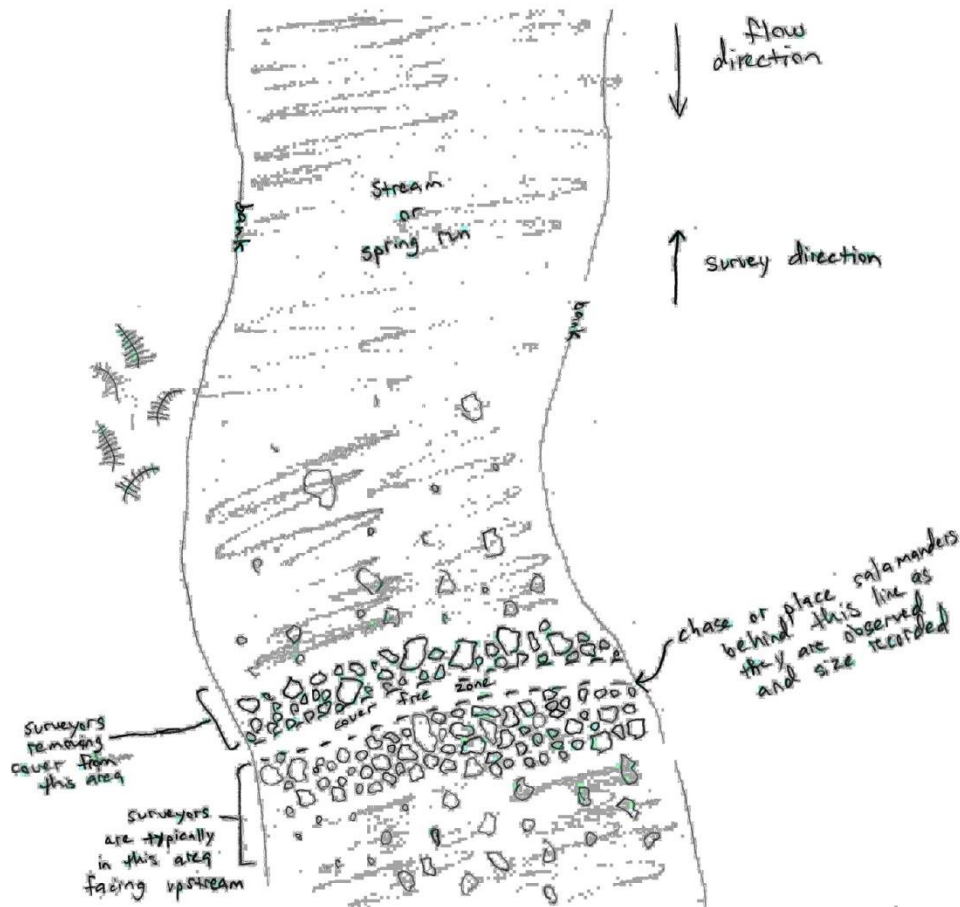 flow
direction
stream
or
spring run
bank
survey direction
bank
chase or place salamanders
behind this line as
they are observed
and size recorded
cover free zone
surveyors
removing
cover from
this area
surveyors
are typically
in this area
facing upstream